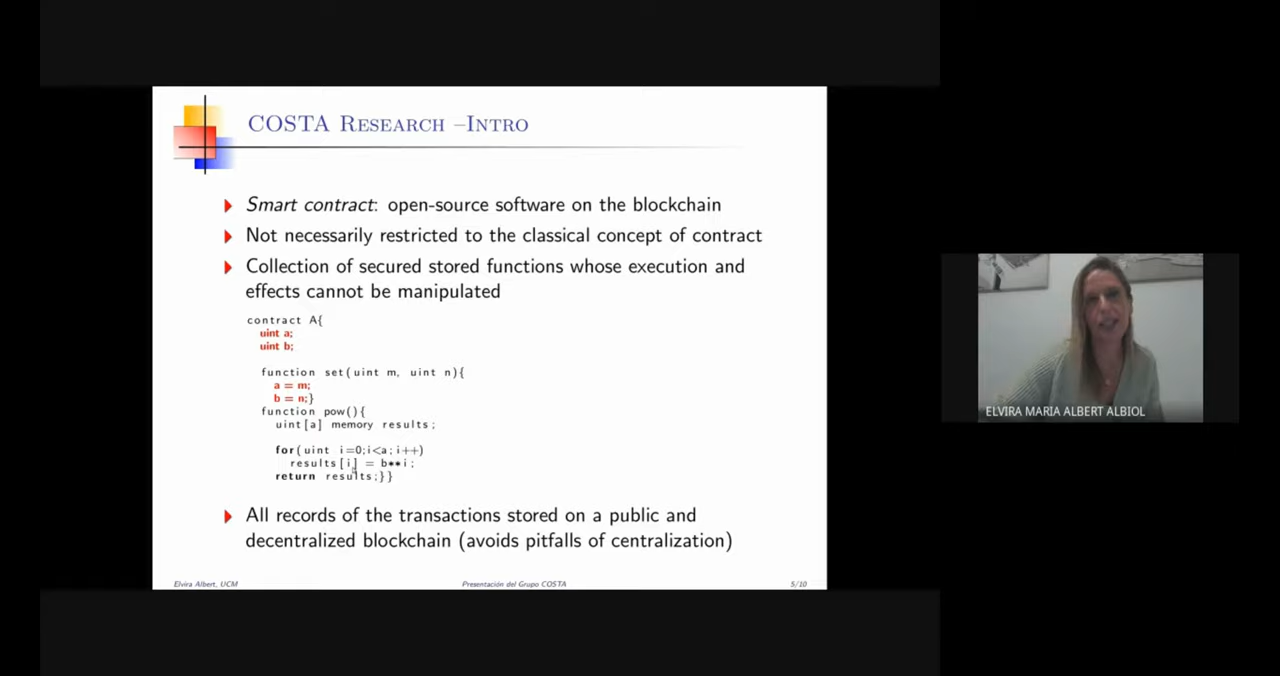 COSTA RESEARCH –INTRO
Smart contract: open-source software on the blockchain
Not necessarily restricted to the classical concept of contract
Collection of secured stored functions whose execution and
effects cannot be manipulated
contract A{
uint a;
uint b;
function set(uint m, uint n){
a = m;
b = n;}
function pow(){
uint[a] memory results;
for(uint i=0;i<a;i++)
results[i] = b**i;
return results;}}
All records of the transactions stored on a public and
decentralized blockchain (avoids pitfalls of centralization)
Elvira Albert, UCM
Presentación del Grupo COSTA
5/10
ELVIRA MARIA ALBERT ALBIOL